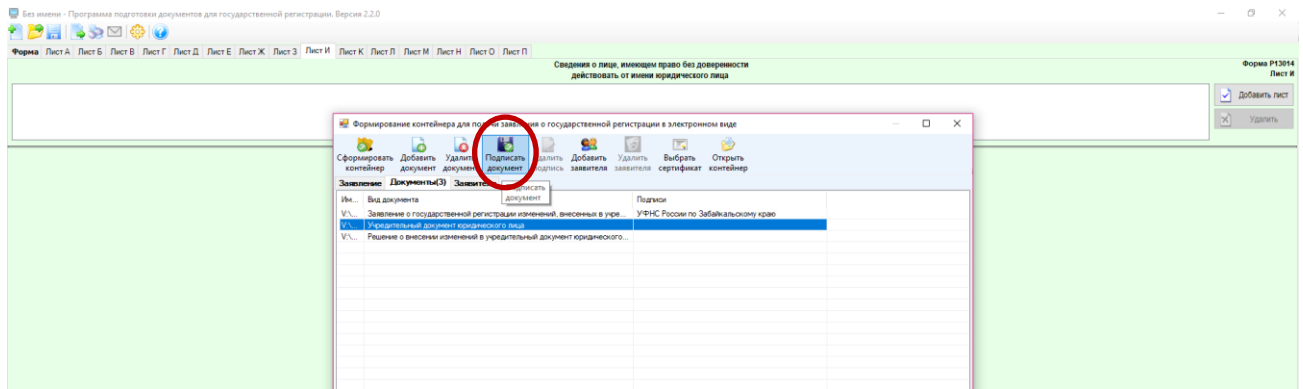 Без имени - Программа подготовки документов для государственной регистрации. Версия 2.2.0
Форма Лист А Лист Б Лист В Лист Г Лист Д Лист Е Лист Ж Лист З Лист И Лист К Лист Л Лист М Лист Н Лист О Лист П
Сведения о лице, имеющем право без доверенности
действовать от имени юридического лица
Форма Р13014
Лист И
Добавить лист
Удалить
Формирование контейнера для подачи заявления о государственной регистрации в электронном виде
Сформировать контейнер
Добавить документ
Удалить документ
Подписать документ
Удалить подпись
Добавить заявителя
Удалить заявителя
Выбрать сертификат
Открыть контейнер
Заявление Документы(3)
Подписать
документ
Им... Вид документа Подписи
V:\... Заявление о государственной регистрации изменений, внесенных в учре... УФНС России по Забайкальскому краю
V:\... Учредительный документ юридического лица
V:\... Решение о внесении изменений в учредительный документ юридического...